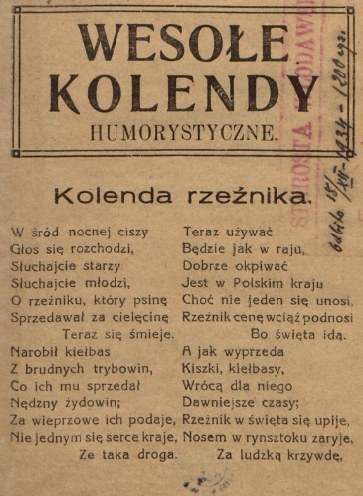 WESOŁE
KOLENDY
HUMORYSTYCZNE.
Kolenda rzeźnika.
W śród nocnej ciszy
Głos się rozchodzi,
Słuchajcie starzy
Słuchajcie młodzi,
O rzeźniku, który psinę
Sprzedawał za cielęcinę
Teraz się śmieje.
Narobił kiełbas
Z brudnych trybowin,
Co ich mu sprzedał
Nędzny żydowin;
Za wieprzowe ich podaje,
Nie jednym się serce kraje,
Że taka droga.
Teraz używać
Będzie jak w raju,
Dobrze okpiwać
Jest w Polskim kraju
Choć nie jeden się unosi,
Rzeźnik cenę wciąż podnosi
Bo święta idą.
A jak wyprzeda
Kiszki, kiełbasy,
Wrócą dla niego
Dawniejsze czasy;
Rzeźnik w święta się upije,
Nosem w rynsztoku zaryje,
Za ludzką krzywdę,
STAROSTA